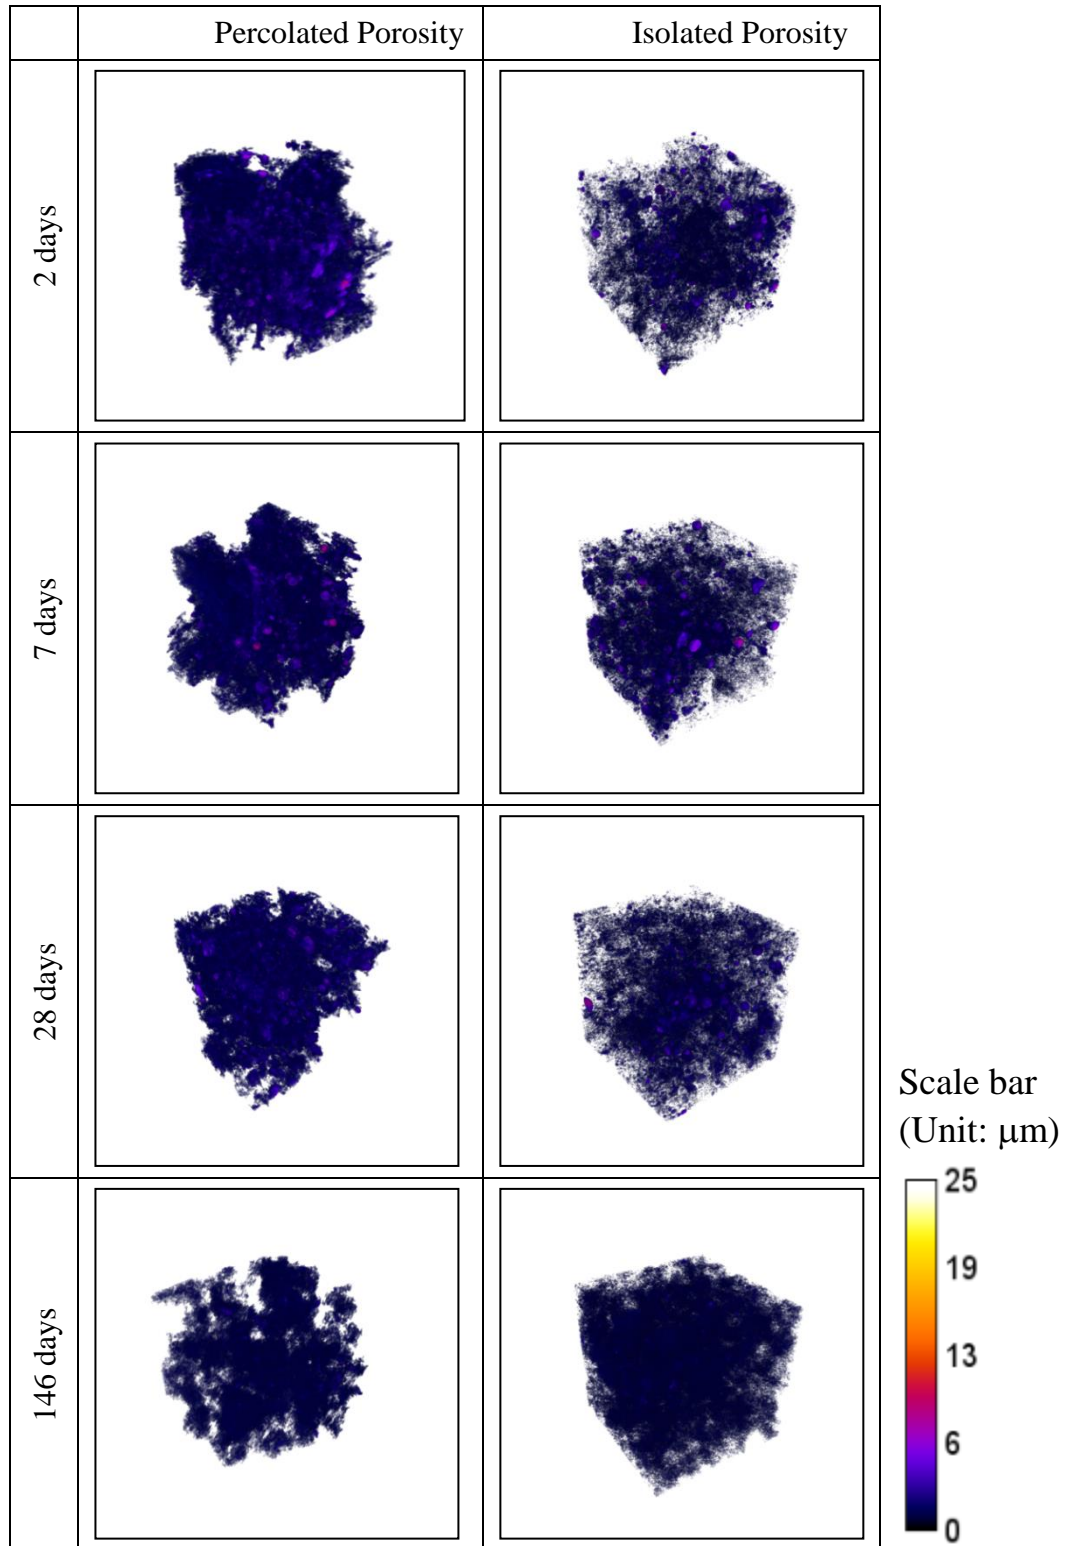 Percolated Porosity
Isolated Porosity
2 days
7 days
28 days
146 days
Scale bar
(Unit: μm)
25
19
13
6
0